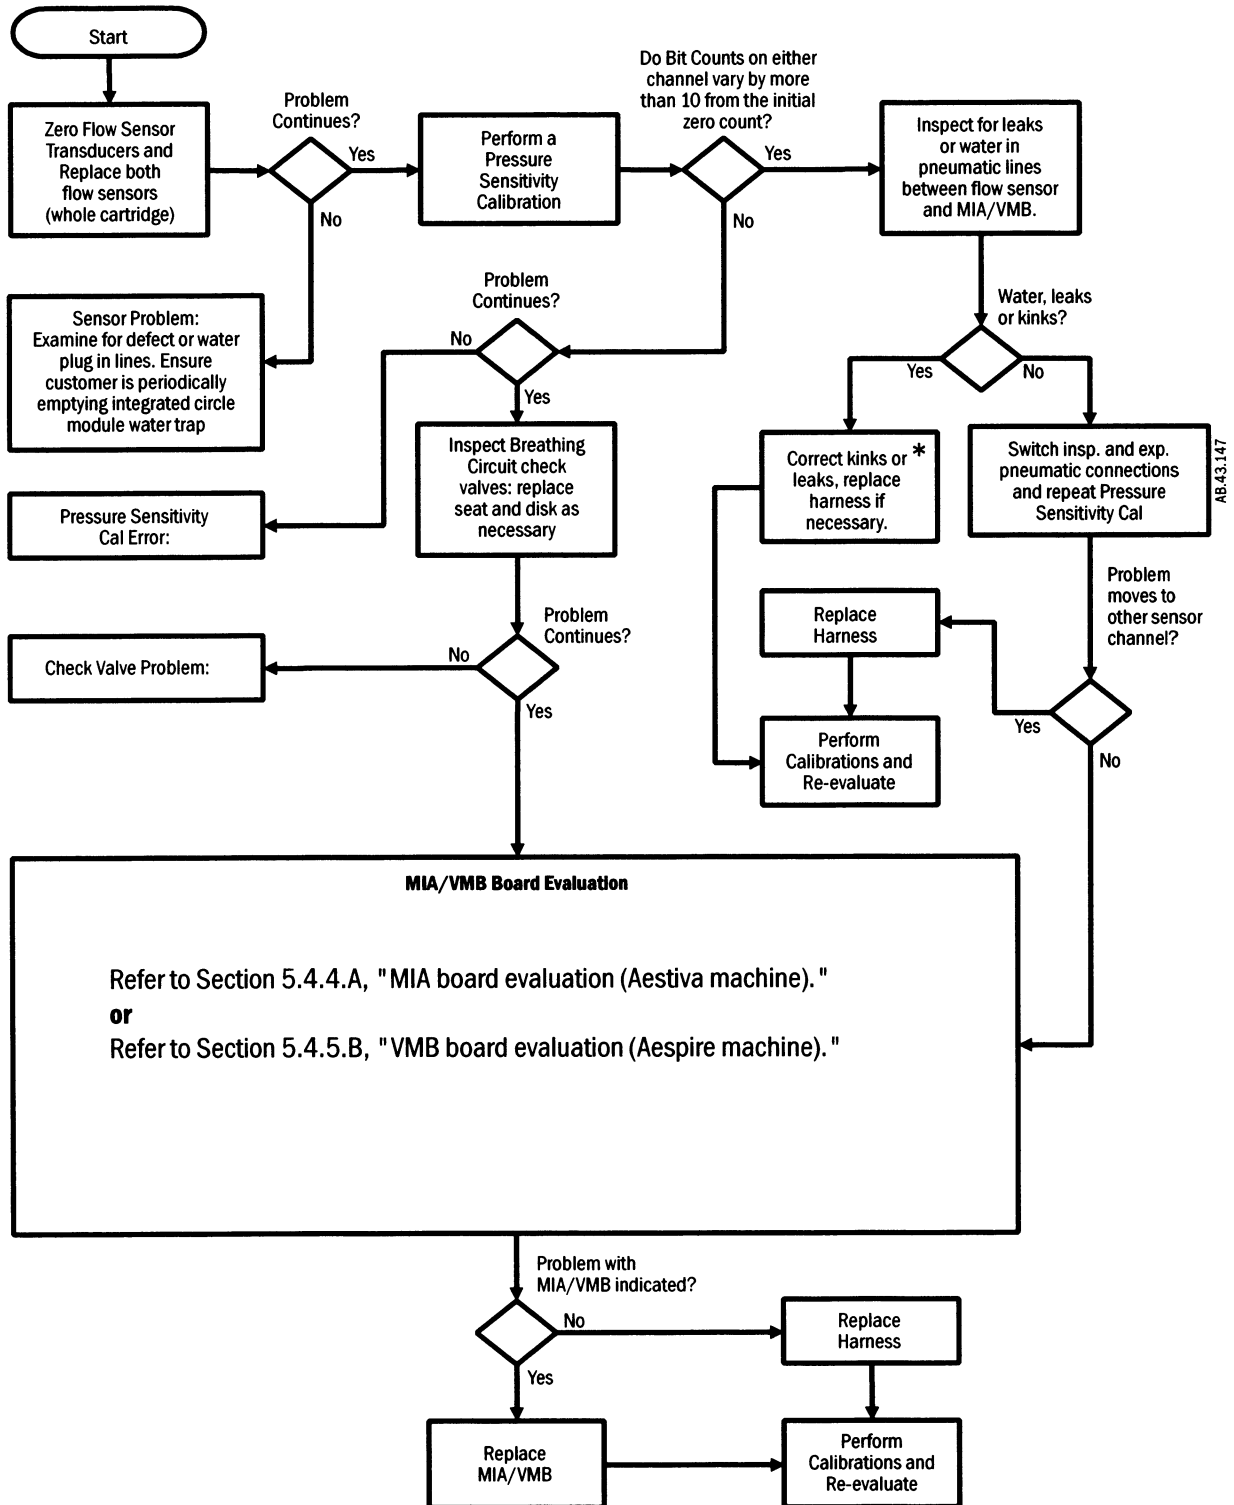 Start
Zero Flow Sensor
Transducers and
Replace both
flow sensors
(whole cartridge)
Problem
Continues?
Yes
No
Perform a
Pressure
Sensitivity
Calibration
Do Bit Counts on either
channel vary by more
than 10 from the initial
zero count?
Yes
No
Inspect for leaks
or water in
pneumatic lines
between flow sensor
and MIA/VMB.
Sensor Problem:
Examine for defect or water
plug in lines. Ensure
customer is periodically
emptying integrated circle
module water trap
Problem
Continues?
No
Yes
Water, leaks
or kinks?
Yes
No
Pressure Sensitivity
Cal Error:
Inspect Breathing
Circuit check
valves: replace
seat and disk as
necessary
Correct kinks or *
leaks, replace
harness if
necessary.
Switch insp. and exp.
pneumatic connections
and repeat Pressure
Sensitivity Cal
AB.43.147
Problem
moves to
other sensor
channel?
Yes
No
Replace
Harness
Perform
Calibrations and
Re-evaluate
Check Valve Problem:
Problem
Continues?
No
Yes
MIA/VMB Board Evaluation
Refer to Section 5.4.4.A, "MIA board evaluation (Aestiva machine)."
or
Refer to Section 5.4.5.B, "VMB board evaluation (Aespire machine)."
Problem with
MIA/VMB indicated?
No
Yes
Replace
Harness
Replace
MIA/VMB
Perform
Calibrations and
Re-evaluate